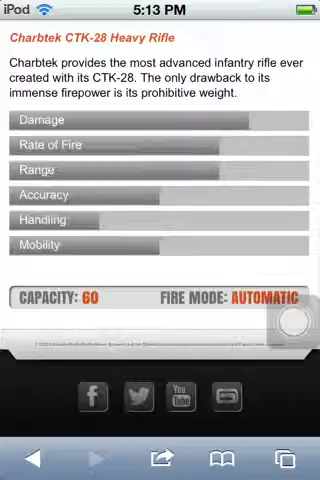 iPod 5:13 PM
Charbtek CTK-28 Heavy Rifle
Charbtek provides the most advanced infantry rifle ever
created with its CTK-28. The only drawback to its
immense firepower is its prohibitive weight.
Damage
Rate of Fire
Range
Accuracy
Handling
Mobility
CAPACITY: 60 FIRE MODE: AUTOMATIC
f You Tube